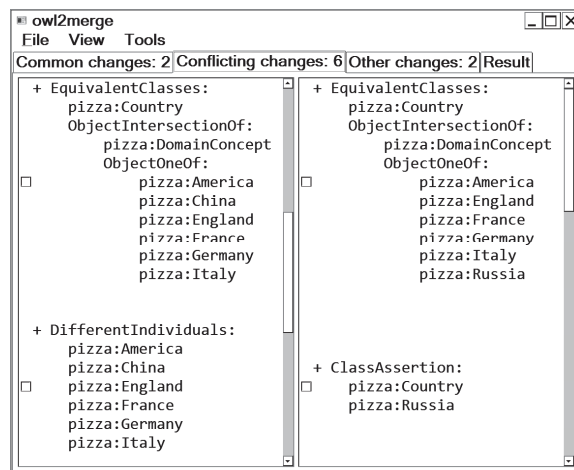 owl2merge
File View Tools
Common changes: 2 Conflicting changes: 6 Other changes: 2 Result
+ EquivalentClasses:
pizza:Country
ObjectIntersectionOf:
pizza:DomainConcept
ObjectOneOf:
pizza:America
pizza:China
pizza:England
pizza:France
pizza:Germany
pizza:Italy
+ DifferentIndividuals:
pizza:America
pizza:China
pizza:England
pizza:France
pizza:Germany
pizza:Italy
+ EquivalentClasses:
pizza:Country
ObjectIntersectionOf:
pizza:DomainConcept
ObjectOneOf:
pizza:America
pizza:England
pizza:France
pizza:Germany
pizza:Italy
pizza:Russia
+ ClassAssertion:
pizza:Country
pizza:Russia